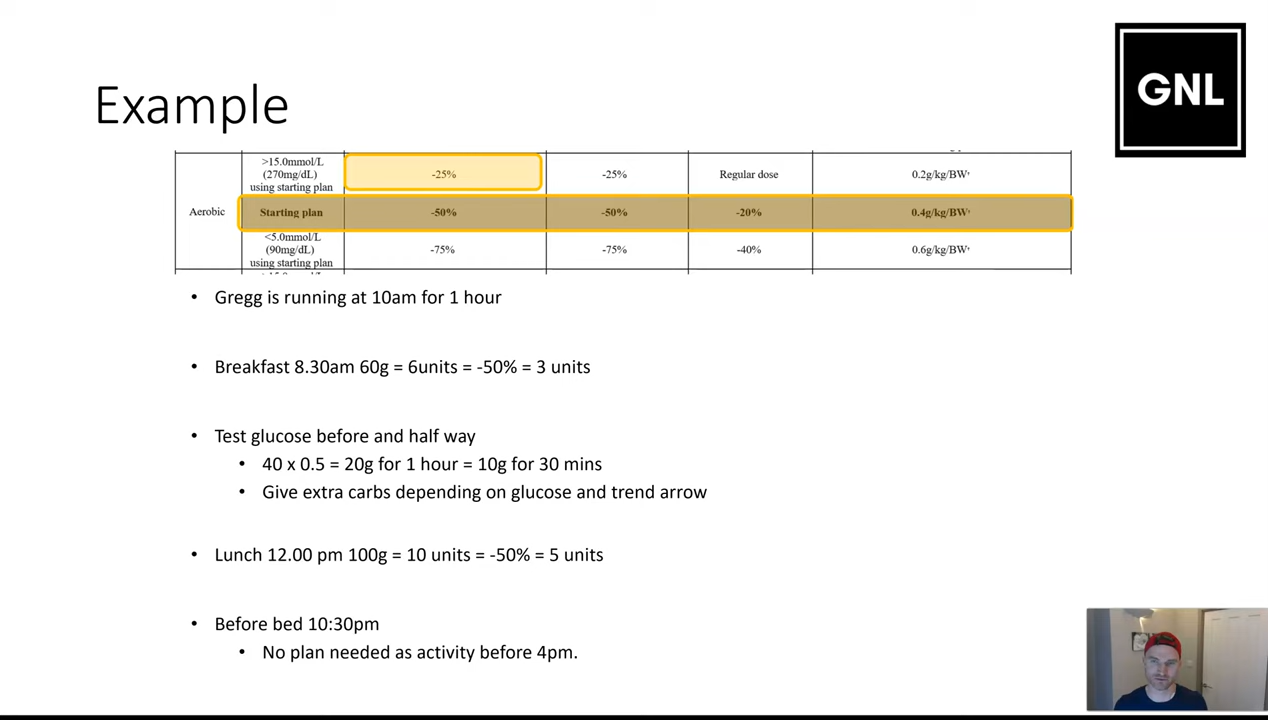 GNL
Example
>15.0mmol/L
(270mg/dL)
using starting plan
-25%
-25%
Regular dose
0.2g/kg/BW⁺
Aerobic
Starting plan
-50%
-50%
-20%
0.4g/kg/BW⁺
<5.0mmol/L
(90mg/dL)
using starting plan
-75%
-75%
-40%
0.6g/kg/BW⁺
• Gregg is running at 10am for 1 hour
• Breakfast 8.30am 60g = 6units = -50% = 3 units
• Test glucose before and half way
• 40 x 0.5 = 20g for 1 hour = 10g for 30 mins
• Give extra carbs depending on glucose and trend arrow
• Lunch 12.00 pm 100g = 10 units = -50% = 5 units
• Before bed 10:30pm
• No plan needed as activity before 4pm.